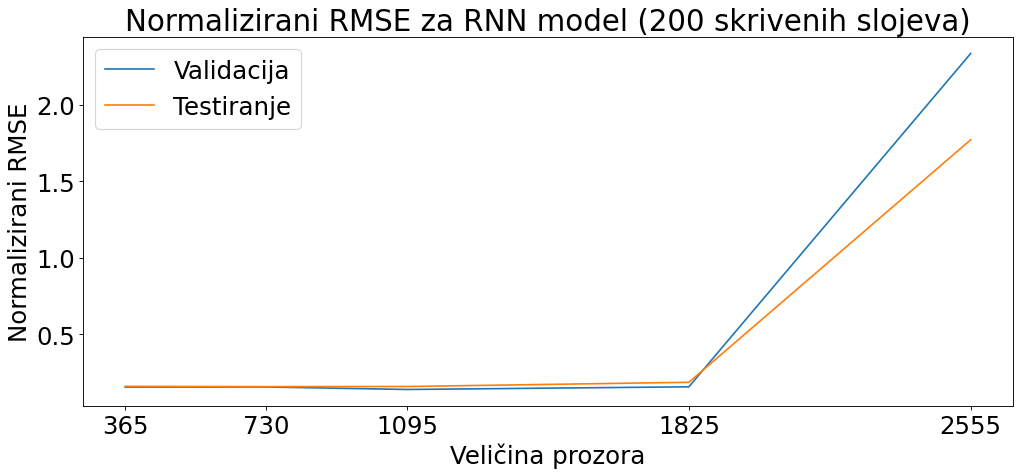 Normalizirani RMSE za RNN model (200 skrivenih slojeva)
Validacija
Testiranje
Normalizirani RMSE
2.0
1.5
1.0
0.5
365 730 1095 1825 2555
Veličina prozora